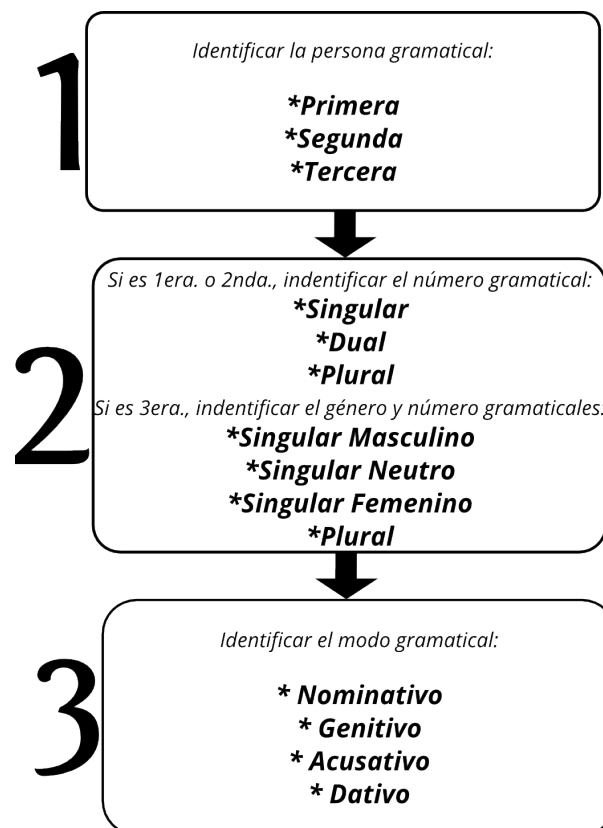 1
Identificar la persona gramatical:
*Primera
*Segunda
*Tercera
2
Si es 1era. o 2nda., indentificar el número gramatical:
*Singular
*Dual
*Plural
Si es 3era., indentificar el género y número gramaticales:
*Singular Masculino
*Singular Neutro
*Singular Femenino
*Plural
3
Identificar el modo gramatical:
* Nominativo
* Genitivo
* Acusativo
* Dativo